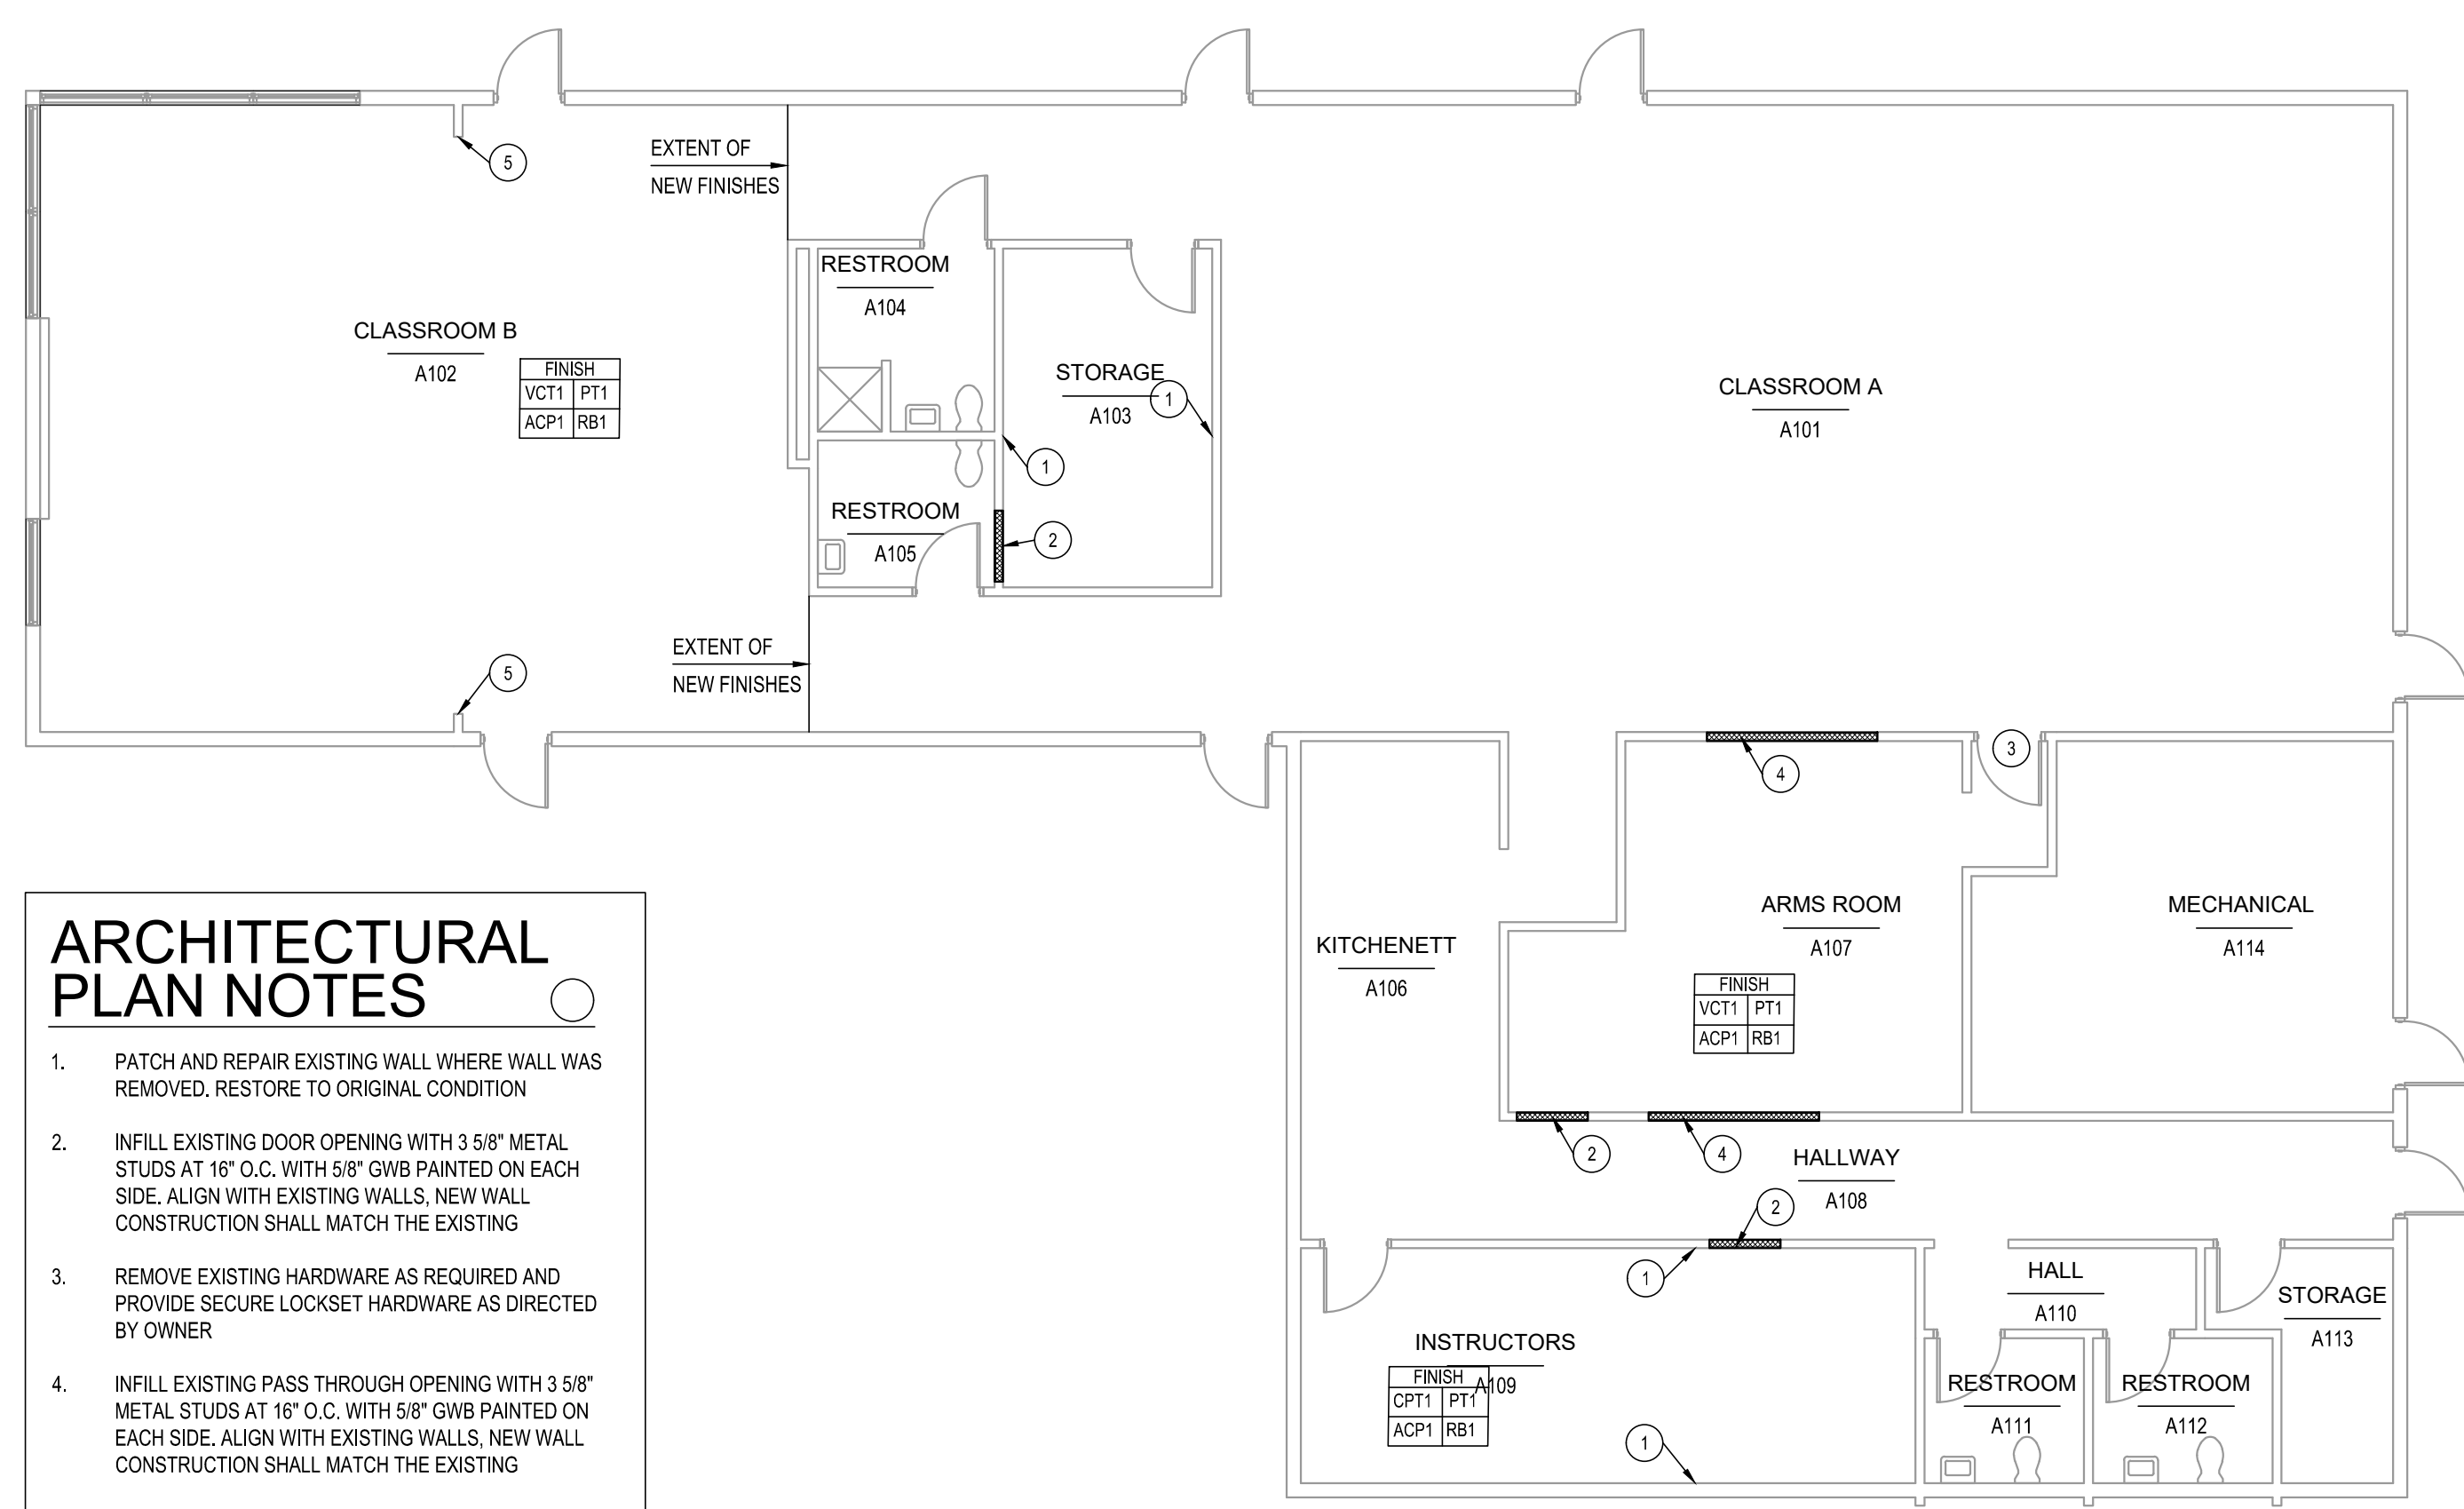 EXTENT OF
NEW FINISHES
5
RESTROOM
A104
CLASSROOM B
A102
FINISH
VCT1 PT1
ACP1 RB1
STORAGE
A103
1
CLASSROOM A
A101
1
RESTROOM
A105
2
EXTENT OF
NEW FINISHES
5
3
4
KITCHENETT
A106
ARMS ROOM
A107
FINISH
VCT1 PT1
ACP1 RB1
MECHANICAL
A114
2
4
HALLWAY
A108
2
1
HALL
A110
STORAGE
A113
INSTRUCTORS
A109
FINISH
CPT1 PT1
ACP1 RB1
1
RESTROOM
A111
RESTROOM
A112
ARCHITECTURAL
PLAN NOTES
1. PATCH AND REPAIR EXISTING WALL WHERE WALL WAS
REMOVED. RESTORE TO ORIGINAL CONDITION
2. INFILL EXISTING DOOR OPENING WITH 3 5/8" METAL
STUDS AT 16" O.C. WITH 5/8" GWB PAINTED ON EACH
SIDE. ALIGN WITH EXISTING WALLS, NEW WALL
CONSTRUCTION SHALL MATCH THE EXISTING
3. REMOVE EXISTING HARDWARE AS REQUIRED AND
PROVIDE SECURE LOCKSET HARDWARE AS DIRECTED
BY OWNER
4. INFILL EXISTING PASS THROUGH OPENING WITH 3 5/8"
METAL STUDS AT 16" O.C. WITH 5/8" GWB PAINTED ON
EACH SIDE. ALIGN WITH EXISTING WALLS, NEW WALL
CONSTRUCTION SHALL MATCH THE EXISTING